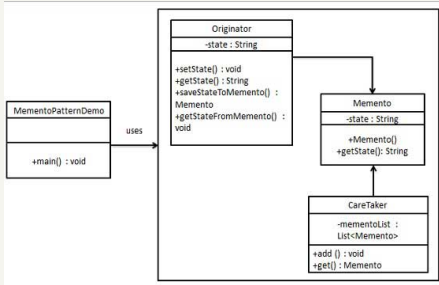 MementoPatternDemo
+main() : void
uses
Originator
-state : String
+setState() : void
+getState() : String
+saveStateToMemento() :
Memento
+getStateFromMemento() :
void
Memento
-state : String
+Memento()
+getState(): String
CareTaker
-mementoList :
List<Memento>
+add () : void
+get() : Memento